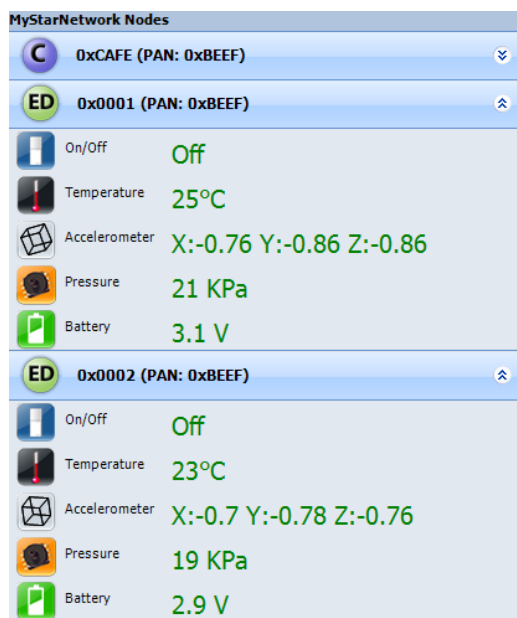 MyStarNetwork Nodes
C 0xCAFE (PAN: 0xBEEF)
ED 0x0001 (PAN: 0xBEEF)
On/Off Off
Temperature 25°C
Accelerometer X:-0.76 Y:-0.86 Z:-0.86
Pressure 21 KPa
Battery 3.1 V
ED 0x0002 (PAN: 0xBEEF)
On/Off Off
Temperature 23°C
Accelerometer X:-0.7 Y:-0.78 Z:-0.76
Pressure 19 KPa
Battery 2.9 V